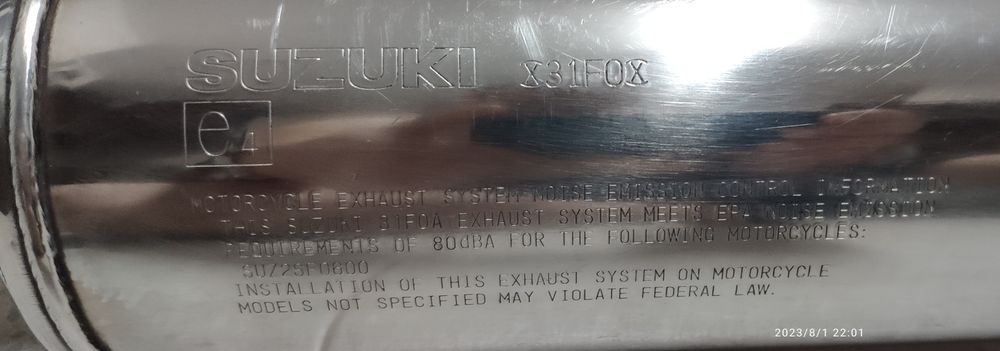 SUZUKI X31F0X
e4
MOTORCYCLE EXHAUST SYSTEM NOISE EMISSION CONTROL INFORMATION
THIS SUZUKI 31F0A EXHAUST SYSTEM MEETS EPA NOISE EMISSION
REQUIREMENTS OF 80dBA FOR THE FOLLOWING MOTORCYCLES:
SUZ25F0600
INSTALLATION OF THIS EXHAUST SYSTEM ON MOTORCYCLE
MODELS NOT SPECIFIED MAY VIOLATE FEDERAL LAW.
2023/8/1 22:01